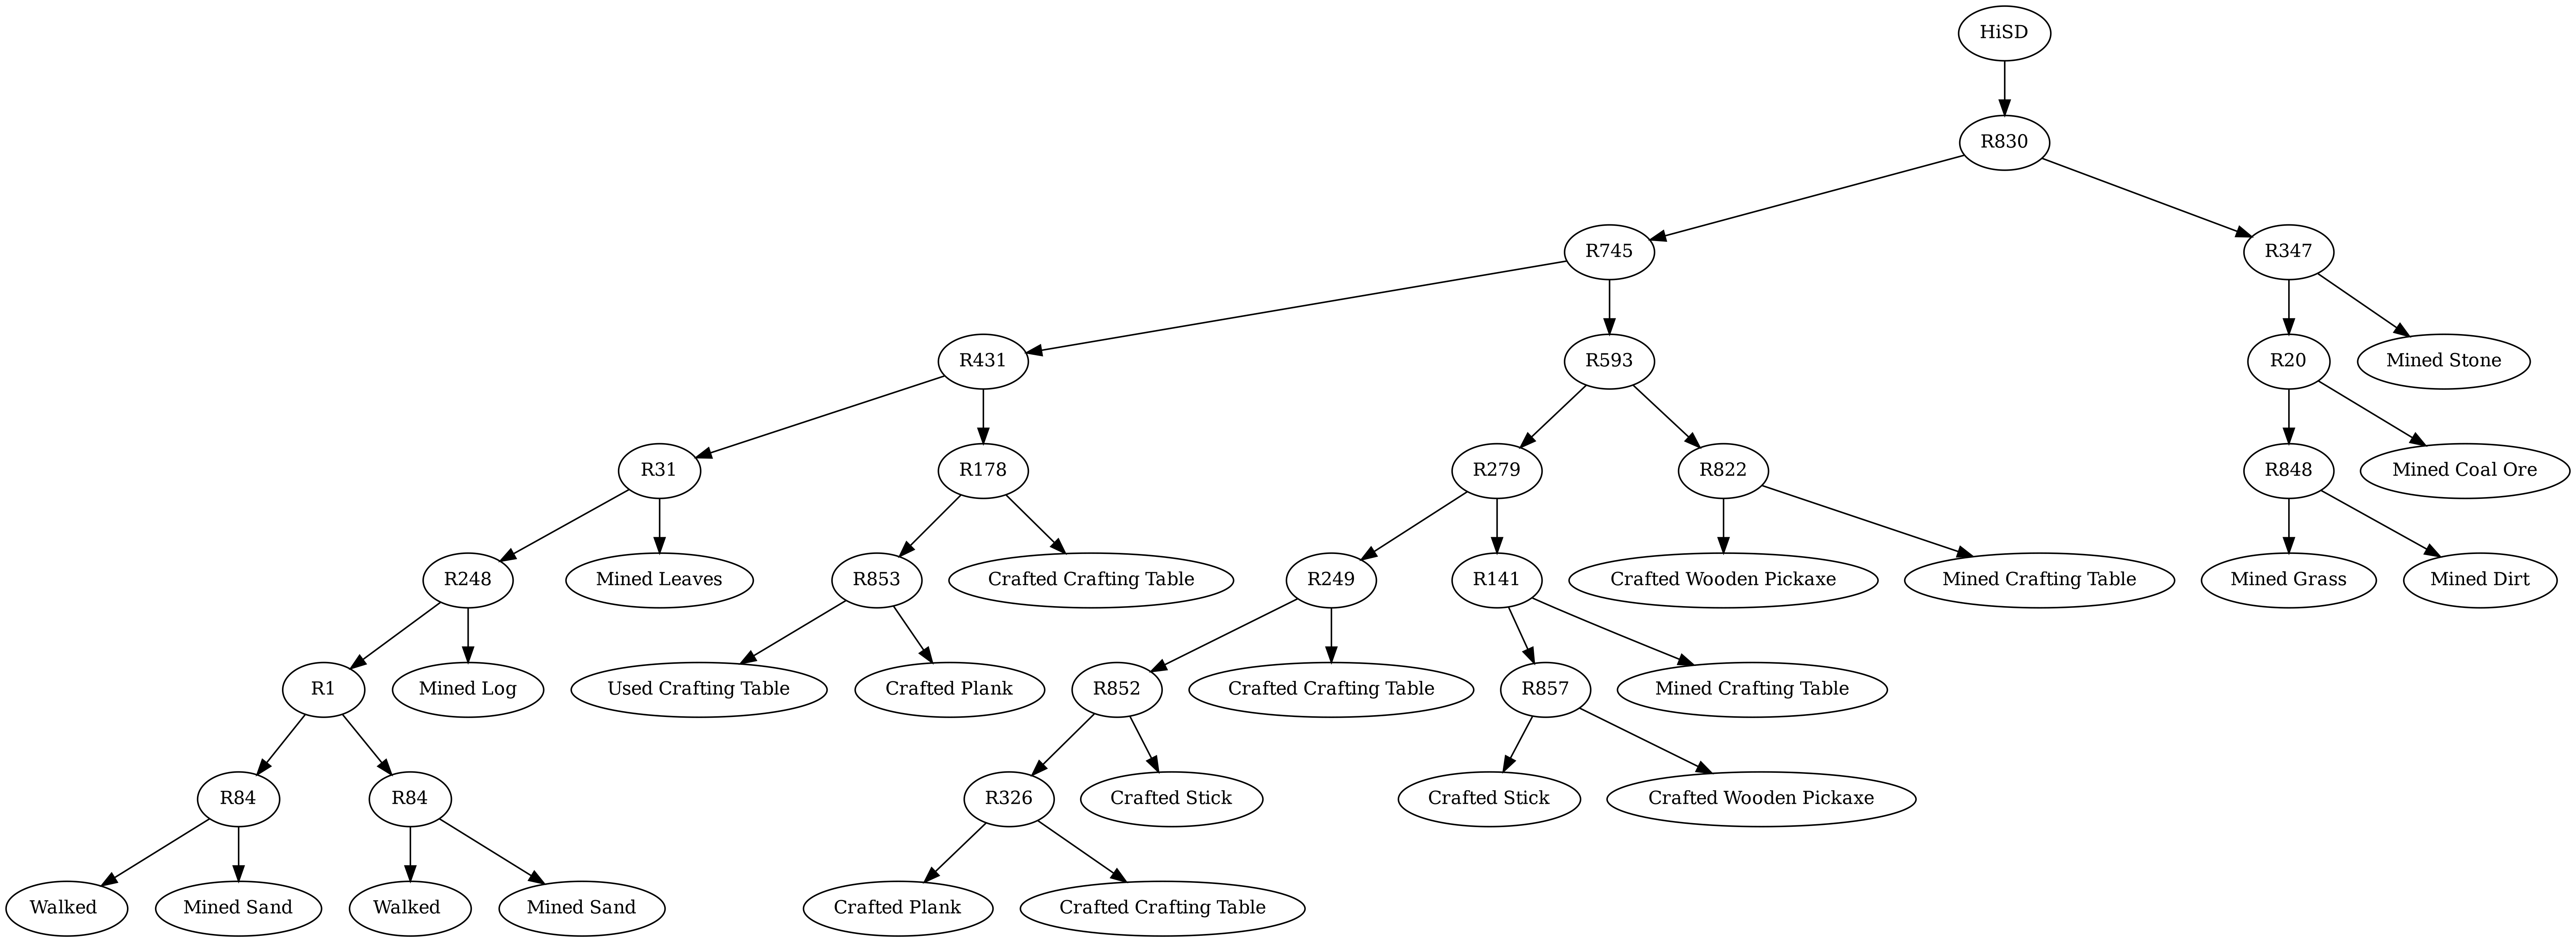 HiSD
R830
R745
R347
R431
R593
R20
Mined Stone
R31
R178
R279
R822
R848
Mined Coal Ore
R248
Mined Leaves
R853
Crafted Crafting Table
R249
R141
Crafted Wooden Pickaxe
Mined Crafting Table
Mined Grass
Mined Dirt
R1
Mined Log
Used Crafting Table
Crafted Plank
R852
Crafted Crafting Table
R857
Mined Crafting Table
R84
R84
R326
Crafted Stick
Crafted Stick
Crafted Wooden Pickaxe
Walked
Mined Sand
Walked
Mined Sand
Crafted Plank
Crafted Crafting Table